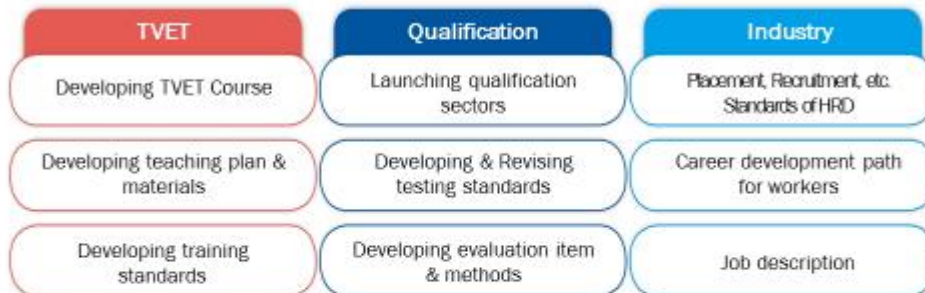 TVET
Developing TVET Course
Developing teaching plan &
materials
Developing training
standards
Qualification
Launching qualification
sectors
Developing & Revising
testing standards
Developing evaluation item
& methods
Industry
Placement, Recruitment, etc.
Standards of HRD
Career development path
for workers
Job description